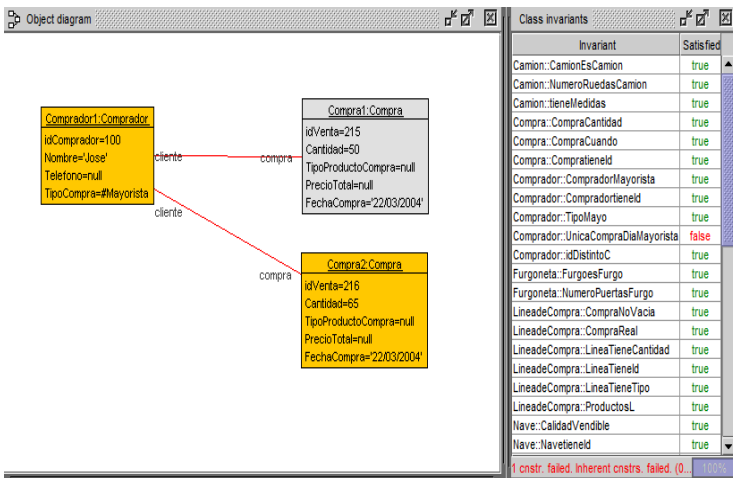 Object diagram
Comprador1:Comprador
idComprador=100
Nombre='Jose'
Telefono=null
TipoCompra=#Mayorista
cliente
compra
cliente
compra
Compra1:Compra
idVenta=215
Cantidad=50
TipoProductoCompra=null
PrecioTotal=null
FechaCompra='22/03/2004'
Compra2:Compra
idVenta=216
Cantidad=65
TipoProductoCompra=null
PrecioTotal=null
FechaCompra='22/03/2004'
Class invariants
Invariant Satisfied
Camion::CamionEsCamion true
Camion::NumeroRuedasCamion true
Camion::tieneMedidas true
Compra::CompraCantidad true
Compra::CompraCuando true
Compra::CompratieneId true
Comprador::CompradorMayorista true
Comprador::CompradortieneId true
Comprador::TipoMayo true
Comprador::UnicaCompraDiaMayorista false
Comprador::idDistintoC true
Furgoneta::FurgoesFurgo true
Furgoneta::NumeroPuertasFurgo true
LineadeCompra::CompraNoVacia true
LineadeCompra::CompraReal true
LineadeCompra::LineaTieneCantidad true
LineadeCompra::LineaTieneId true
LineadeCompra::LineaTieneTipo true
LineadeCompra::ProductosL true
Nave::CalidadVendible true
Nave::NavetieneId true
1 cnstr. failed. Inherent cnstrs. failed. (0... 100%